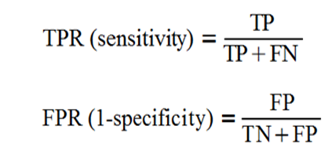 TPR (sensitivity) = TP / TP + FN
FPR (1-specificity) = FP / TN + FP